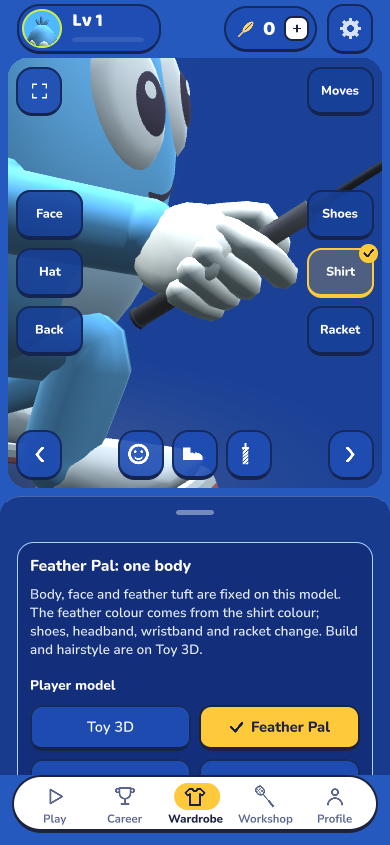 Lv 1
0
+
Moves
Face
Shoes
Hat
Shirt
Back
Racket
Feather Pal: one body
Body, face and feather tuft are fixed on this model.
The feather colour comes from the shirt colour;
shoes, headband, wristband and racket change. Build
and hairstyle are on Toy 3D.
Player model
Toy 3D
Feather Pal
Play
Career
Wardrobe
Workshop
Profile